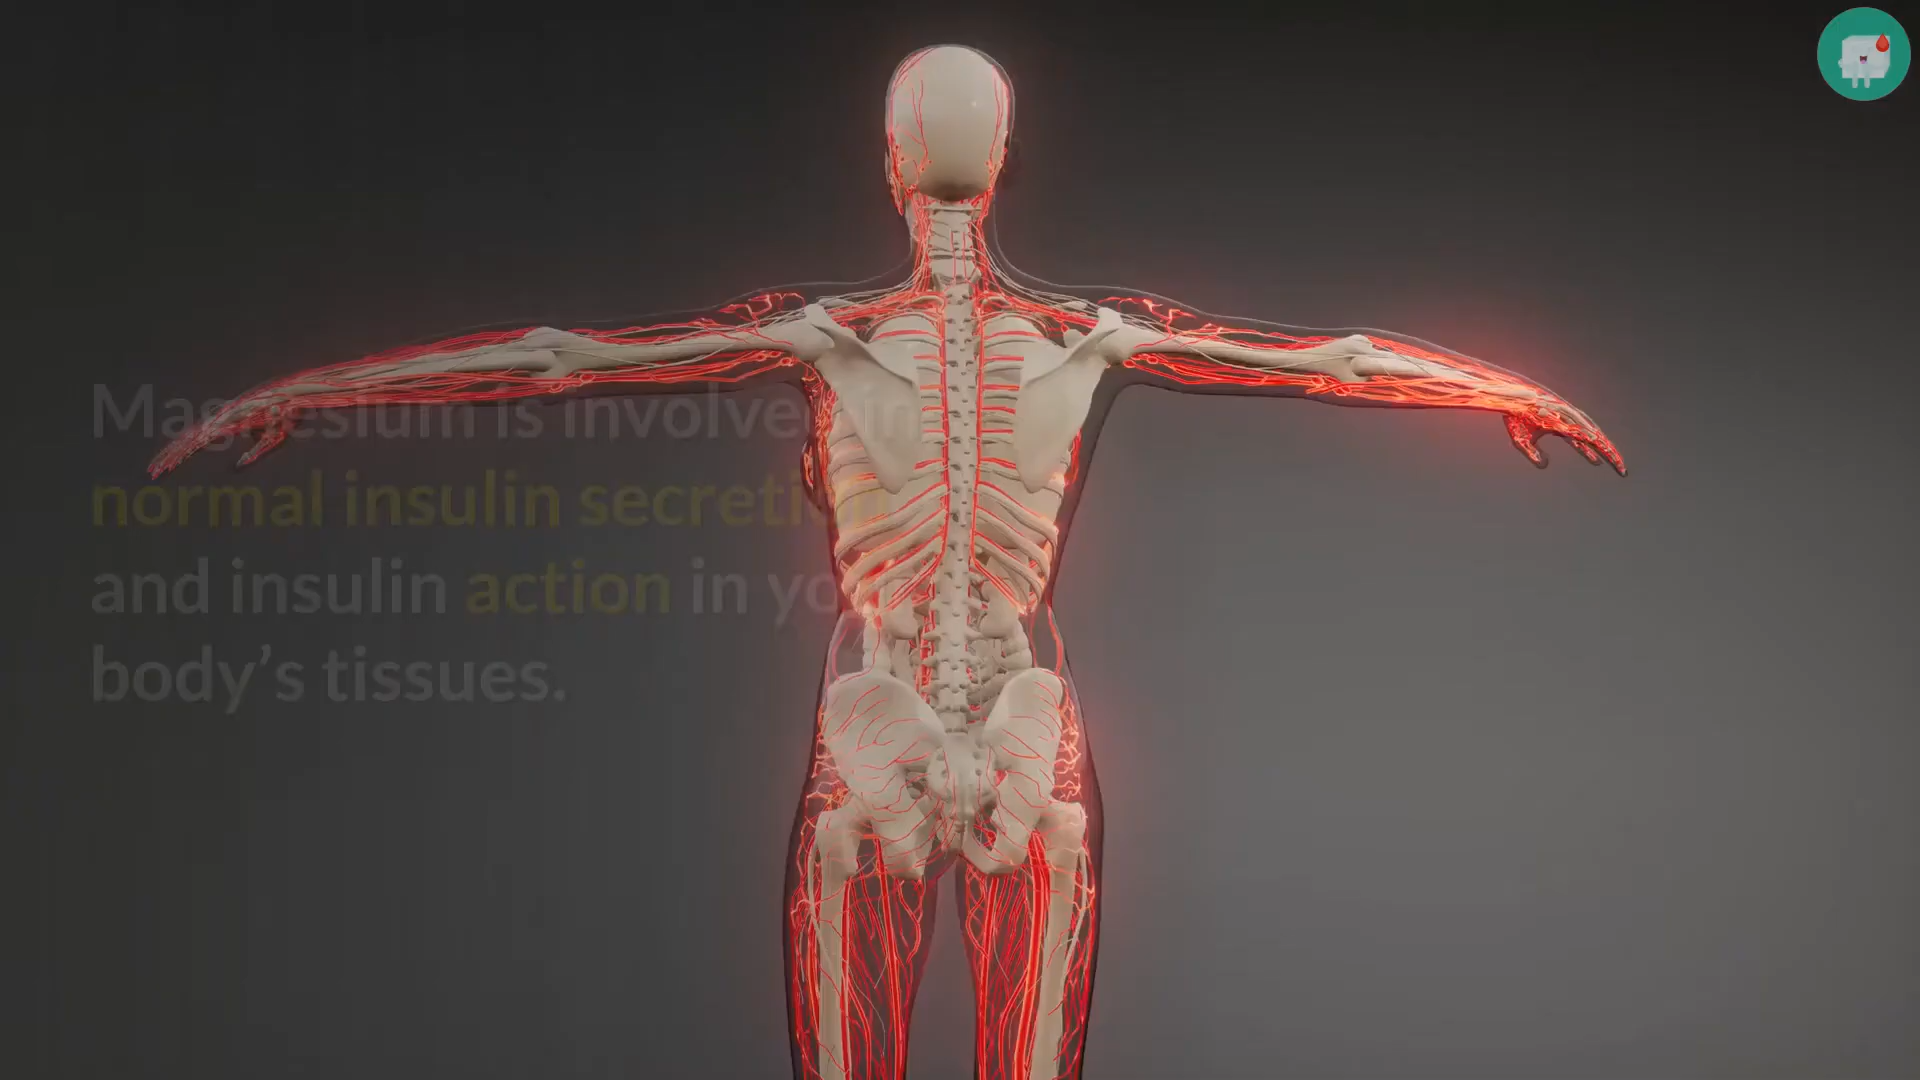 Magnesium is involved in
normal insulin secretion
and insulin action in your
body’s tissues.